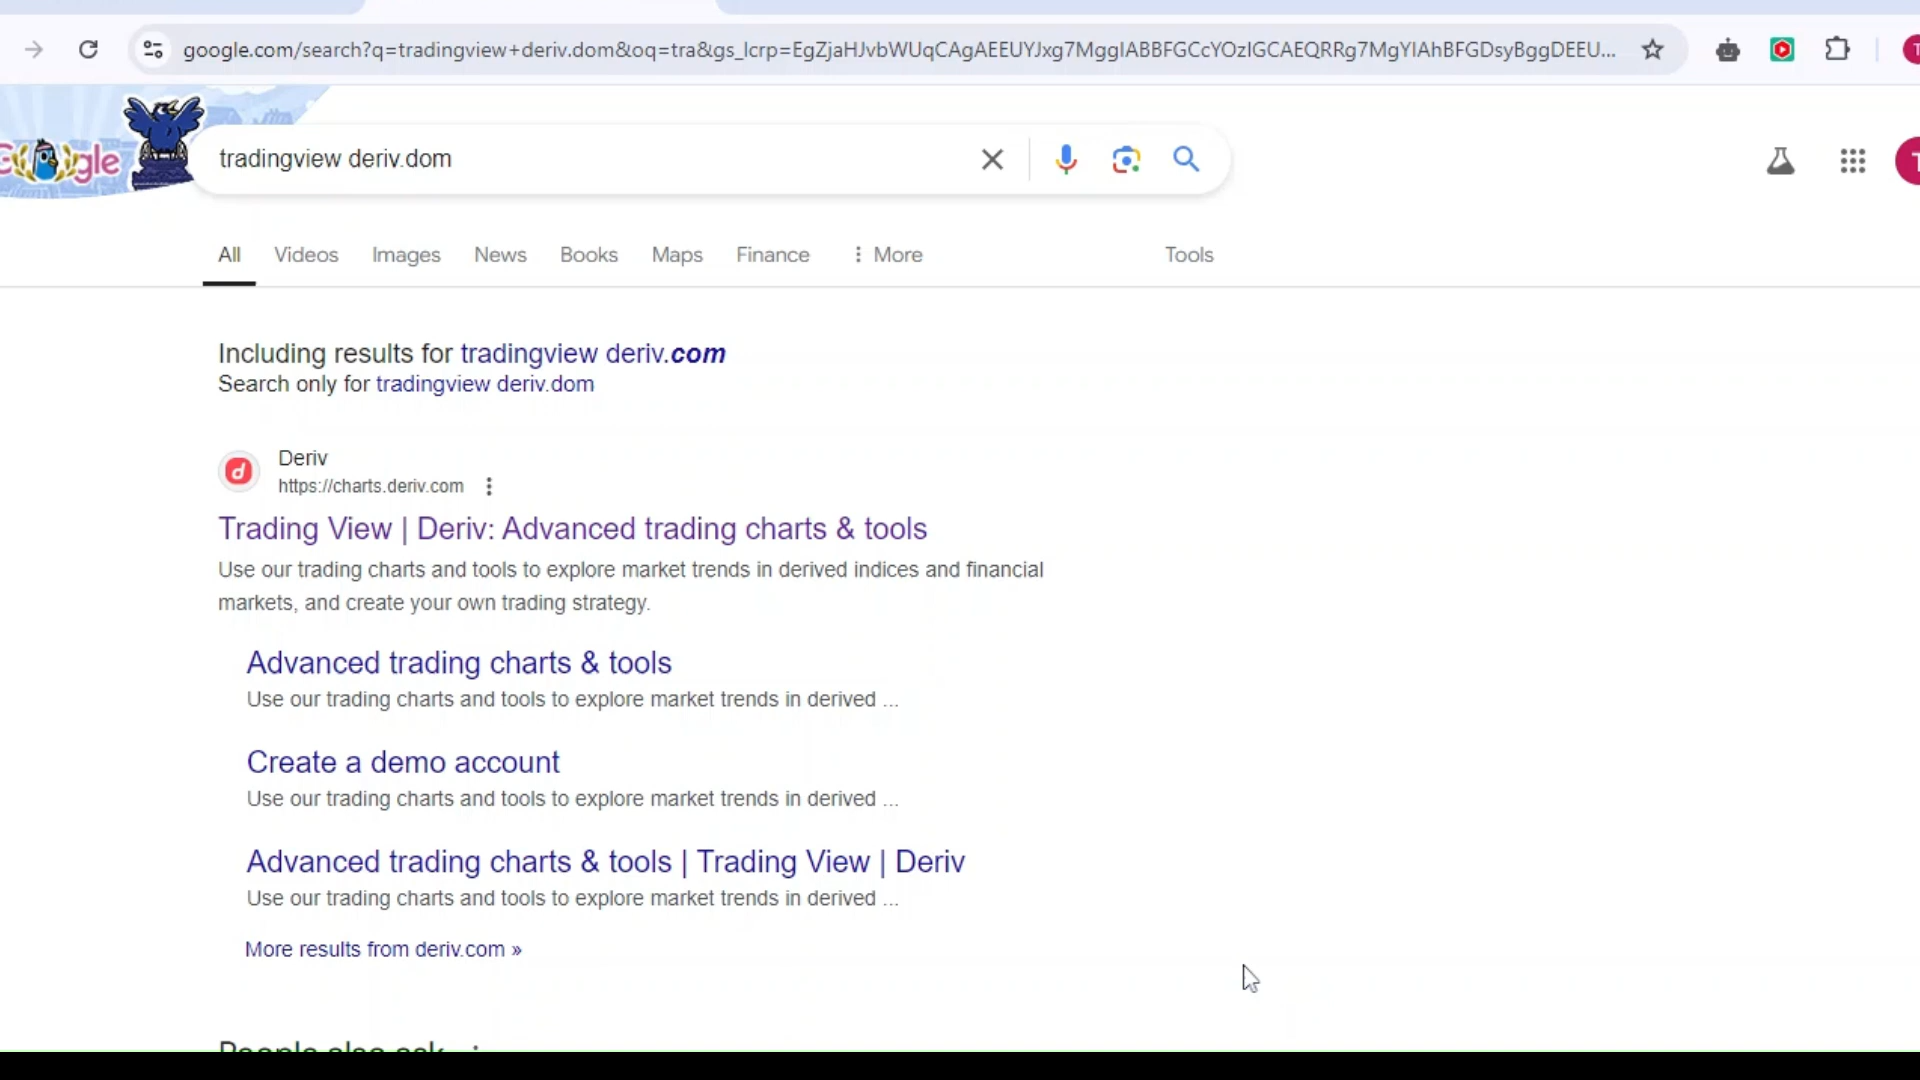 google.com/search?q=tradingview+deriv.dom&oq=tra&gs_lcrp=EgZjaHJvbWUqCAgAEEUYJxg7MggIABBFGCcYOzIGCAEQRRg7MgYIAhBFGDsyBggDEEU...
tradingview deriv.dom
All Videos Images News Books Maps Finance More Tools
Including results for tradingview deriv.com
Search only for tradingview deriv.dom
Deriv
https://charts.deriv.com
Trading View | Deriv: Advanced trading charts & tools
Use our trading charts and tools to explore market trends in derived indices and financial
markets, and create your own trading strategy.
Advanced trading charts & tools
Use our trading charts and tools to explore market trends in derived ...
Create a demo account
Use our trading charts and tools to explore market trends in derived ...
Advanced trading charts & tools | Trading View | Deriv
Use our trading charts and tools to explore market trends in derived ...
More results from deriv.com »
People also ask